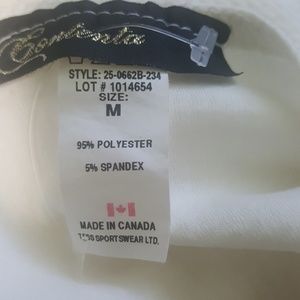 STYLE: 25-0662B-234
LOT # 1014654
SIZE:
M
95% POLYESTER
5% SPANDEX
MADE IN CANADA
SPORTSWEAR LTD.